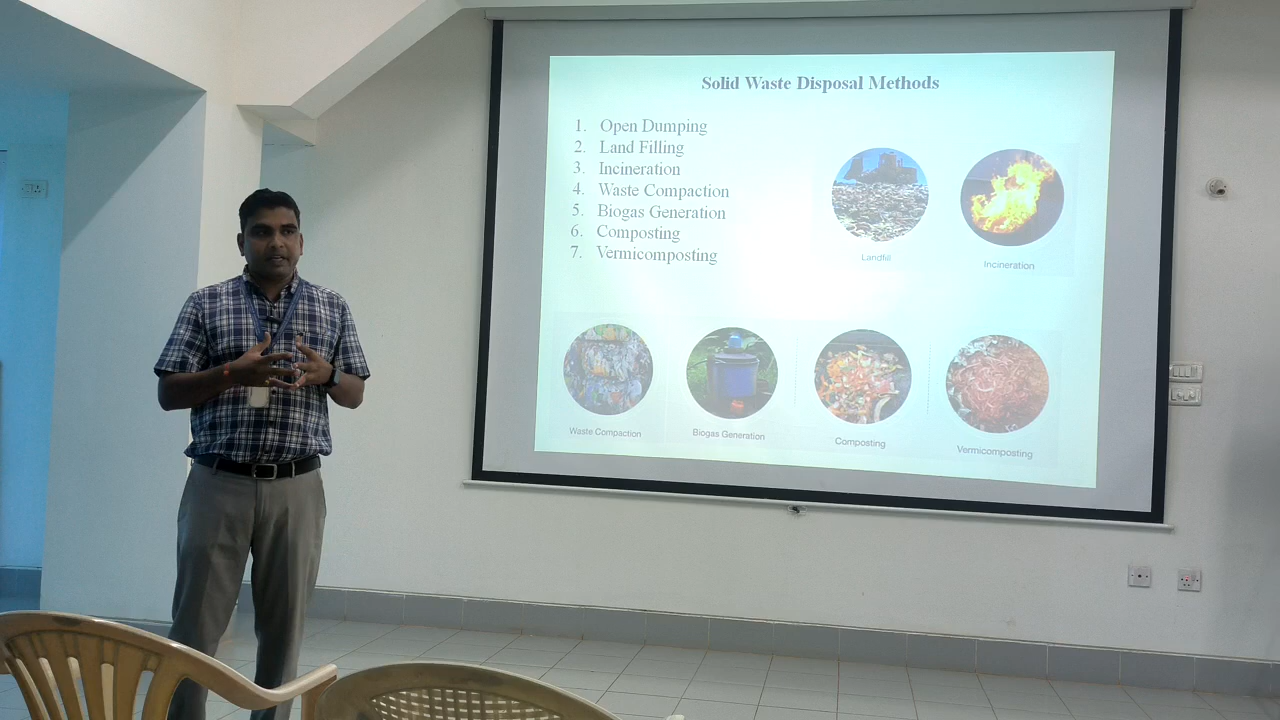 Solid Waste Disposal Methods
1. Open Dumping
2. Land Filling
3. Incineration
4. Waste Compaction
5. Biogas Generation
6. Composting
7. Vermicomposting
Landfill
Incineration
Waste Compaction
Biogas Generation
Composting
Vermicomposting